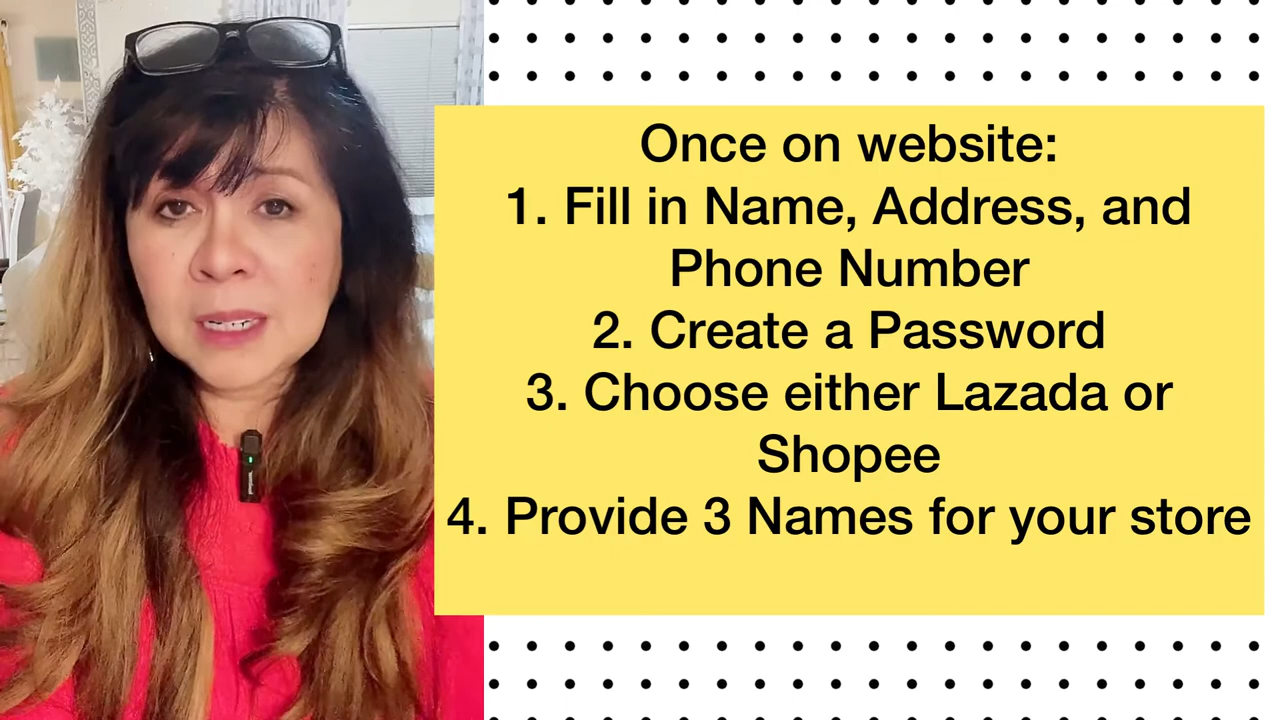 Once on website:
1. Fill in Name, Address, and
Phone Number
2. Create a Password
3. Choose either Lazada or
Shopee
4. Provide 3 Names for your store